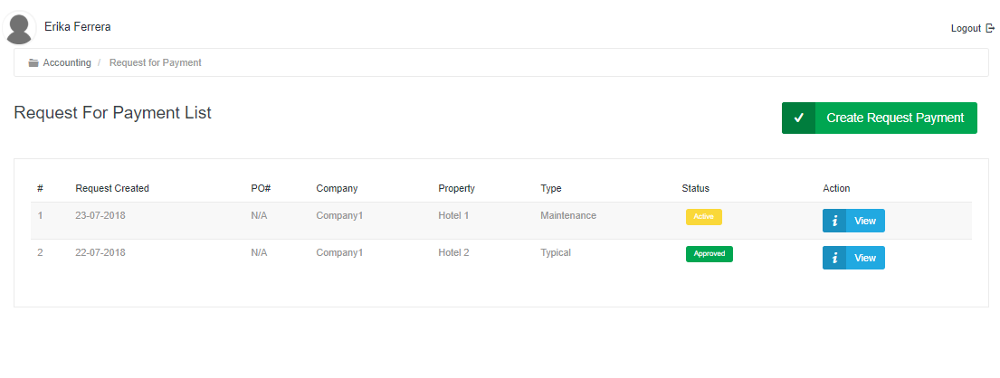 Erika Ferrera
Logout
Accounting / Request for Payment
Request For Payment List
Create Request Payment
# Request Created PO# Company Property Type Status Action
1 23-07-2018 N/A Company1 Hotel 1 Maintenance Active View
2 22-07-2018 N/A Company1 Hotel 2 Typical Approved View